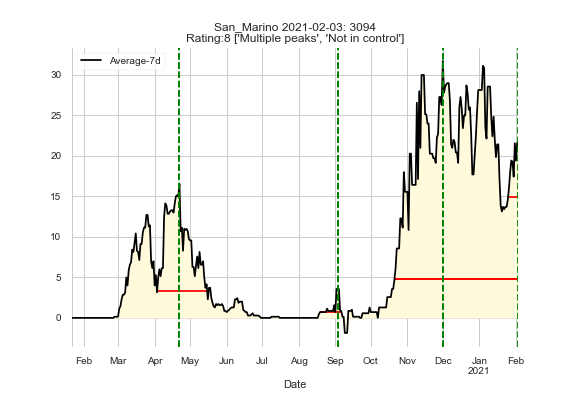 San_Marino 2021-02-03: 3094
Rating:8 ['Multiple peaks', 'Not in control']
Average-7d
30
25
20
15
10
5
0
Feb Mar Apr May Jun Jul Aug Sep Oct Nov Dec Jan Feb
2021
Date